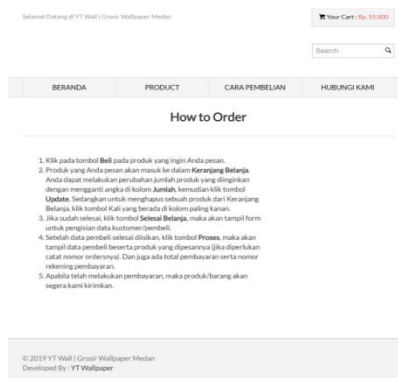 Selamat Datang di YT Wall | Grosir Wallpaper Medan
Your Cart : Rp. 55.000
Search
BERANDA PRODUCT CARA PEMBELIAN HUBUNGI KAMI
How to Order
1. Klik pada tombol Beli pada produk yang ingin Anda pesan.
2. Produk yang Anda pesan akan masuk ke dalam Keranjang Belanja.
Anda dapat melakukan perubahan jumlah produk yang diinginkan
dengan mengganti angka di kolom Jumlah, kemudian klik tombol
Update. Sedangkan untuk menghapus sebuah produk dari Keranjang
Belanja, klik tombol Kali yang berada di kolom paling kanan.
3. Jika sudah selesai, klik tombol Selesai Belanja, maka akan tampil form
untuk pengisian data kustomer/pembeli.
4. Setelah data pembeli selesai diisikan, klik tombol Proses, maka akan
tampil data pembeli beserta produk yang dipesannya (jika diperlukan
catat nomor ordersnya). Dan juga ada total pembayaran serta nomor
rekening pembayaran.
5. Apabila telah melakukan pembayaran, maka produk/barang akan
segera kami kirimkan.
© 2019 YT Wall | Grosir Wallpaper Medan
Developed By : YT Wallpaper